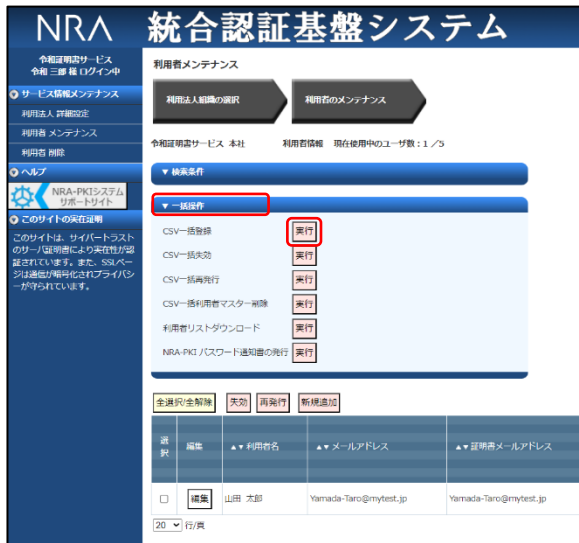 NRA 統合認証基盤システム
令和証明書サービス
令和 三郎 様 ログイン中
サービス情報メンテナンス
利用法人 詳細設定
利用者 メンテナンス
利用者 削除
ヘルプ
NRA-PKIシステム
サポートサイト
このサイトの実在証明
このサイトは、サイバートラスト
のサーバ証明書により実在性が認
証されています。また、SSLペー
ジは通信が暗号化されプライバシ
ーが守られています。
利用者メンテナンス
利用法人組織の選択 利用者のメンテナンス
令和証明書サービス 本社 利用者情報 現在使用中のユーザ数：1 ／5
▼ 検索条件
▼ 一括操作
CSV一括登録 実行
CSV一括失効 実行
CSV一括再発行 実行
CSV一括利用者マスター削除 実行
利用者リストダウンロード 実行
NRA-PKI パスワード通知書の発行 実行
全選択/全解除 失効 再発行 新規追加
選択 編集 ▲▼ 利用者名 ▲▼ メールアドレス ▲▼ 証明書メールアドレス
編集 山田 太郎 Yamada-Taro@mytest.jp Yamada-Taro@mytest.jp
20 行/頁